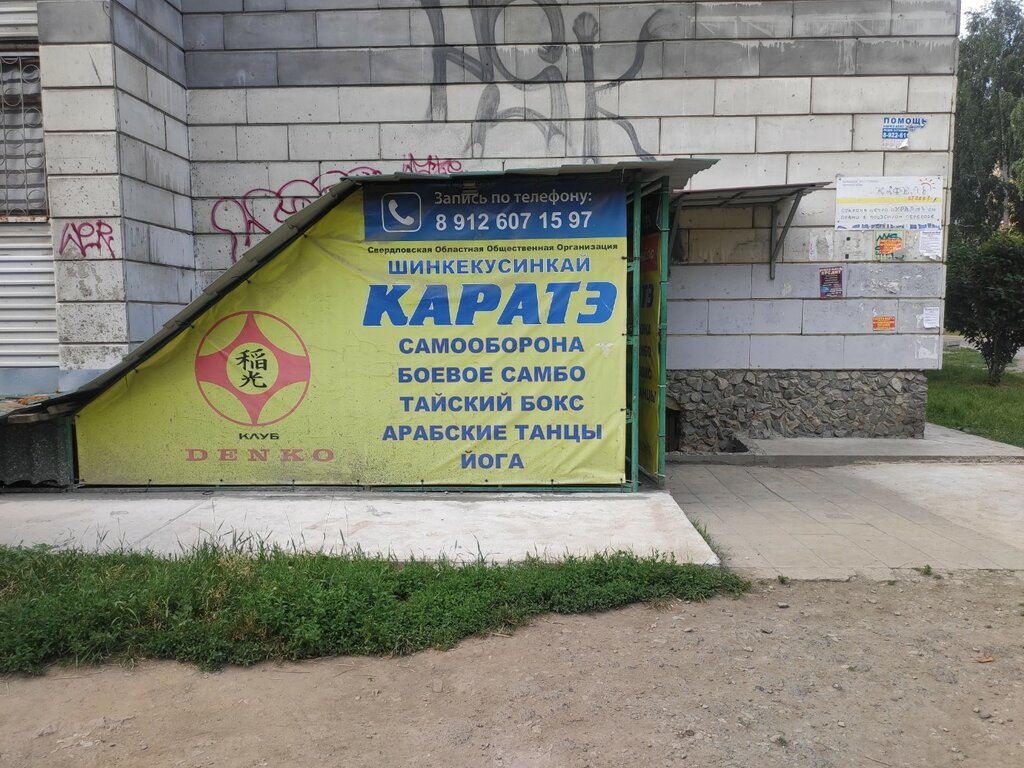 Запись по телефону:
8 912 607 15 97
Свердловская Областная Общественная Организация
ШИНКЕКУСИНКАЙ
КАРАТЭ
САМООБОРОНА
БОЕВОЕ САМБО
ТАЙСКИЙ БОКС
АРАБСКИЕ ТАНЦЫ
ЙОГА
稲光
КЛУБ
DENKO
ПОМОЩЬ
КАФЕЛЬ